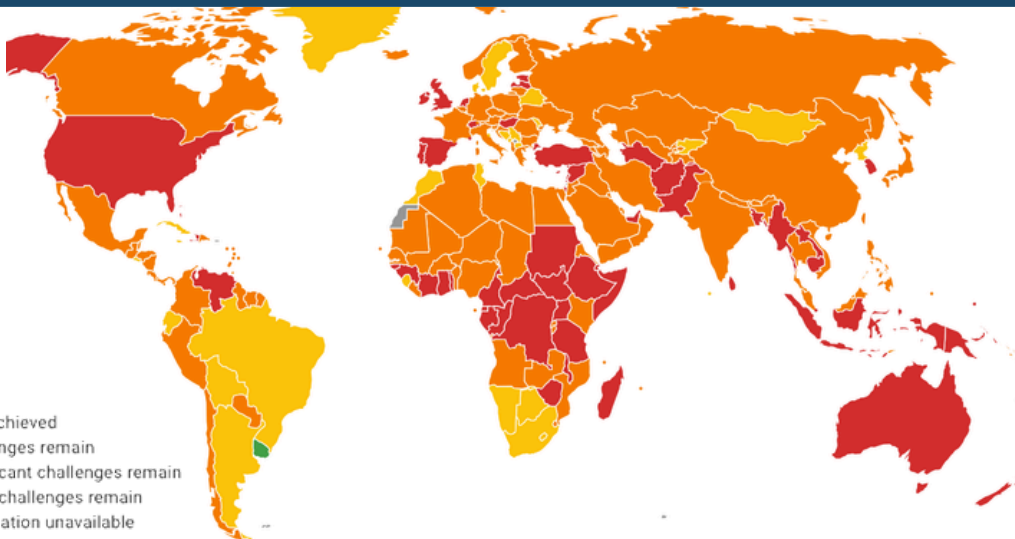 chieved
nges remain
cant challenges remain
challenges remain
ation unavailable